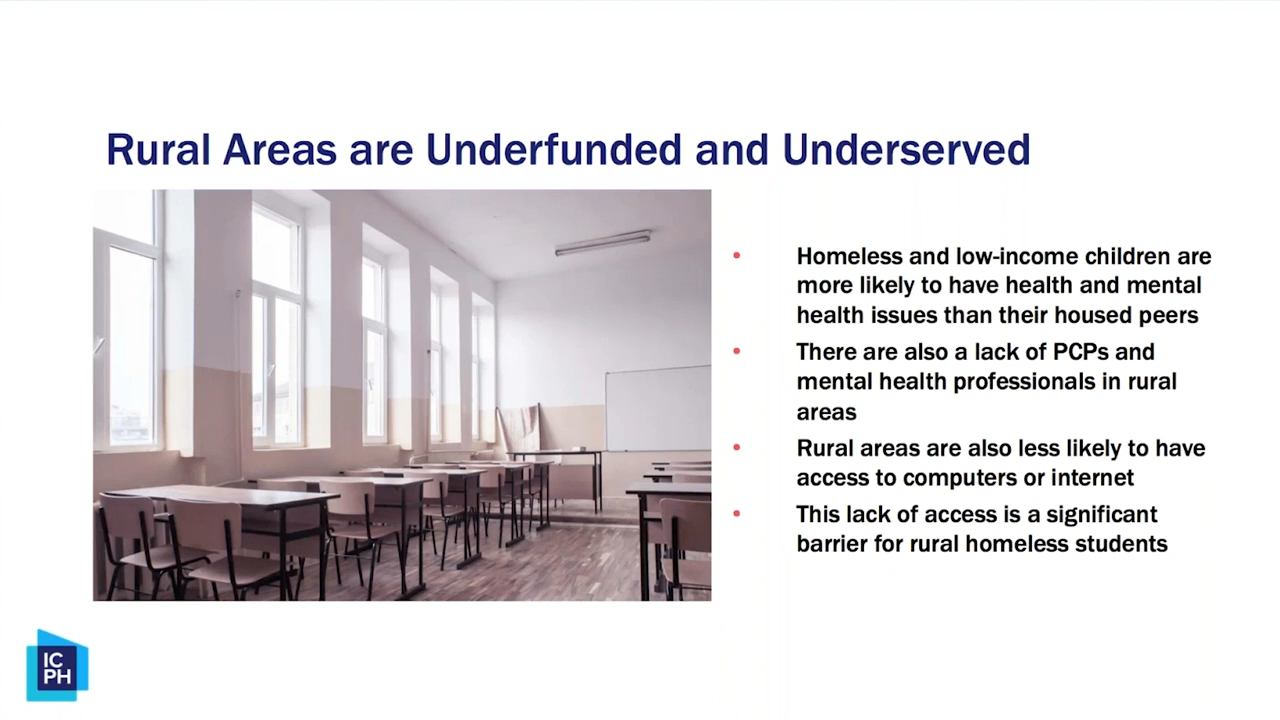 Rural Areas are Underfunded and Underserved
• Homeless and low-income children are
more likely to have health and mental
health issues than their housed peers
• There are also a lack of PCPs and
mental health professionals in rural
areas
• Rural areas are also less likely to have
access to computers or internet
• This lack of access is a significant
barrier for rural homeless students
IC
PH